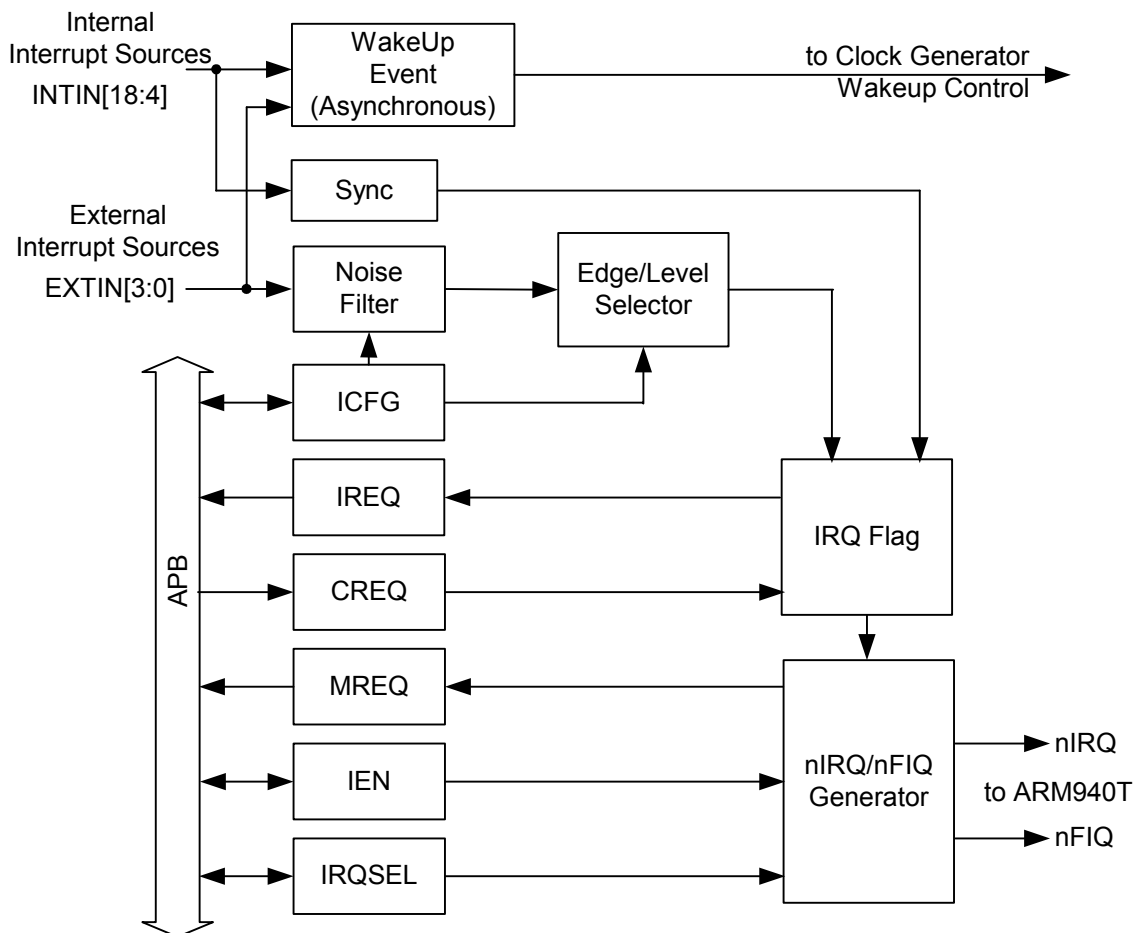 Internal
Interrupt Sources
INTIN[18:4]
WakeUp
Event
(Asynchronous)
to Clock Generator
Wakeup Control
Sync
External
Interrupt Sources
EXTIN[3:0]
Noise
Filter
Edge/Level
Selector
ICFG
IREQ
IRQ Flag
APB
CREQ
MREQ
nIRQ/nFIQ
Generator
nIRQ
to ARM940T
nFIQ
IEN
IRQSEL